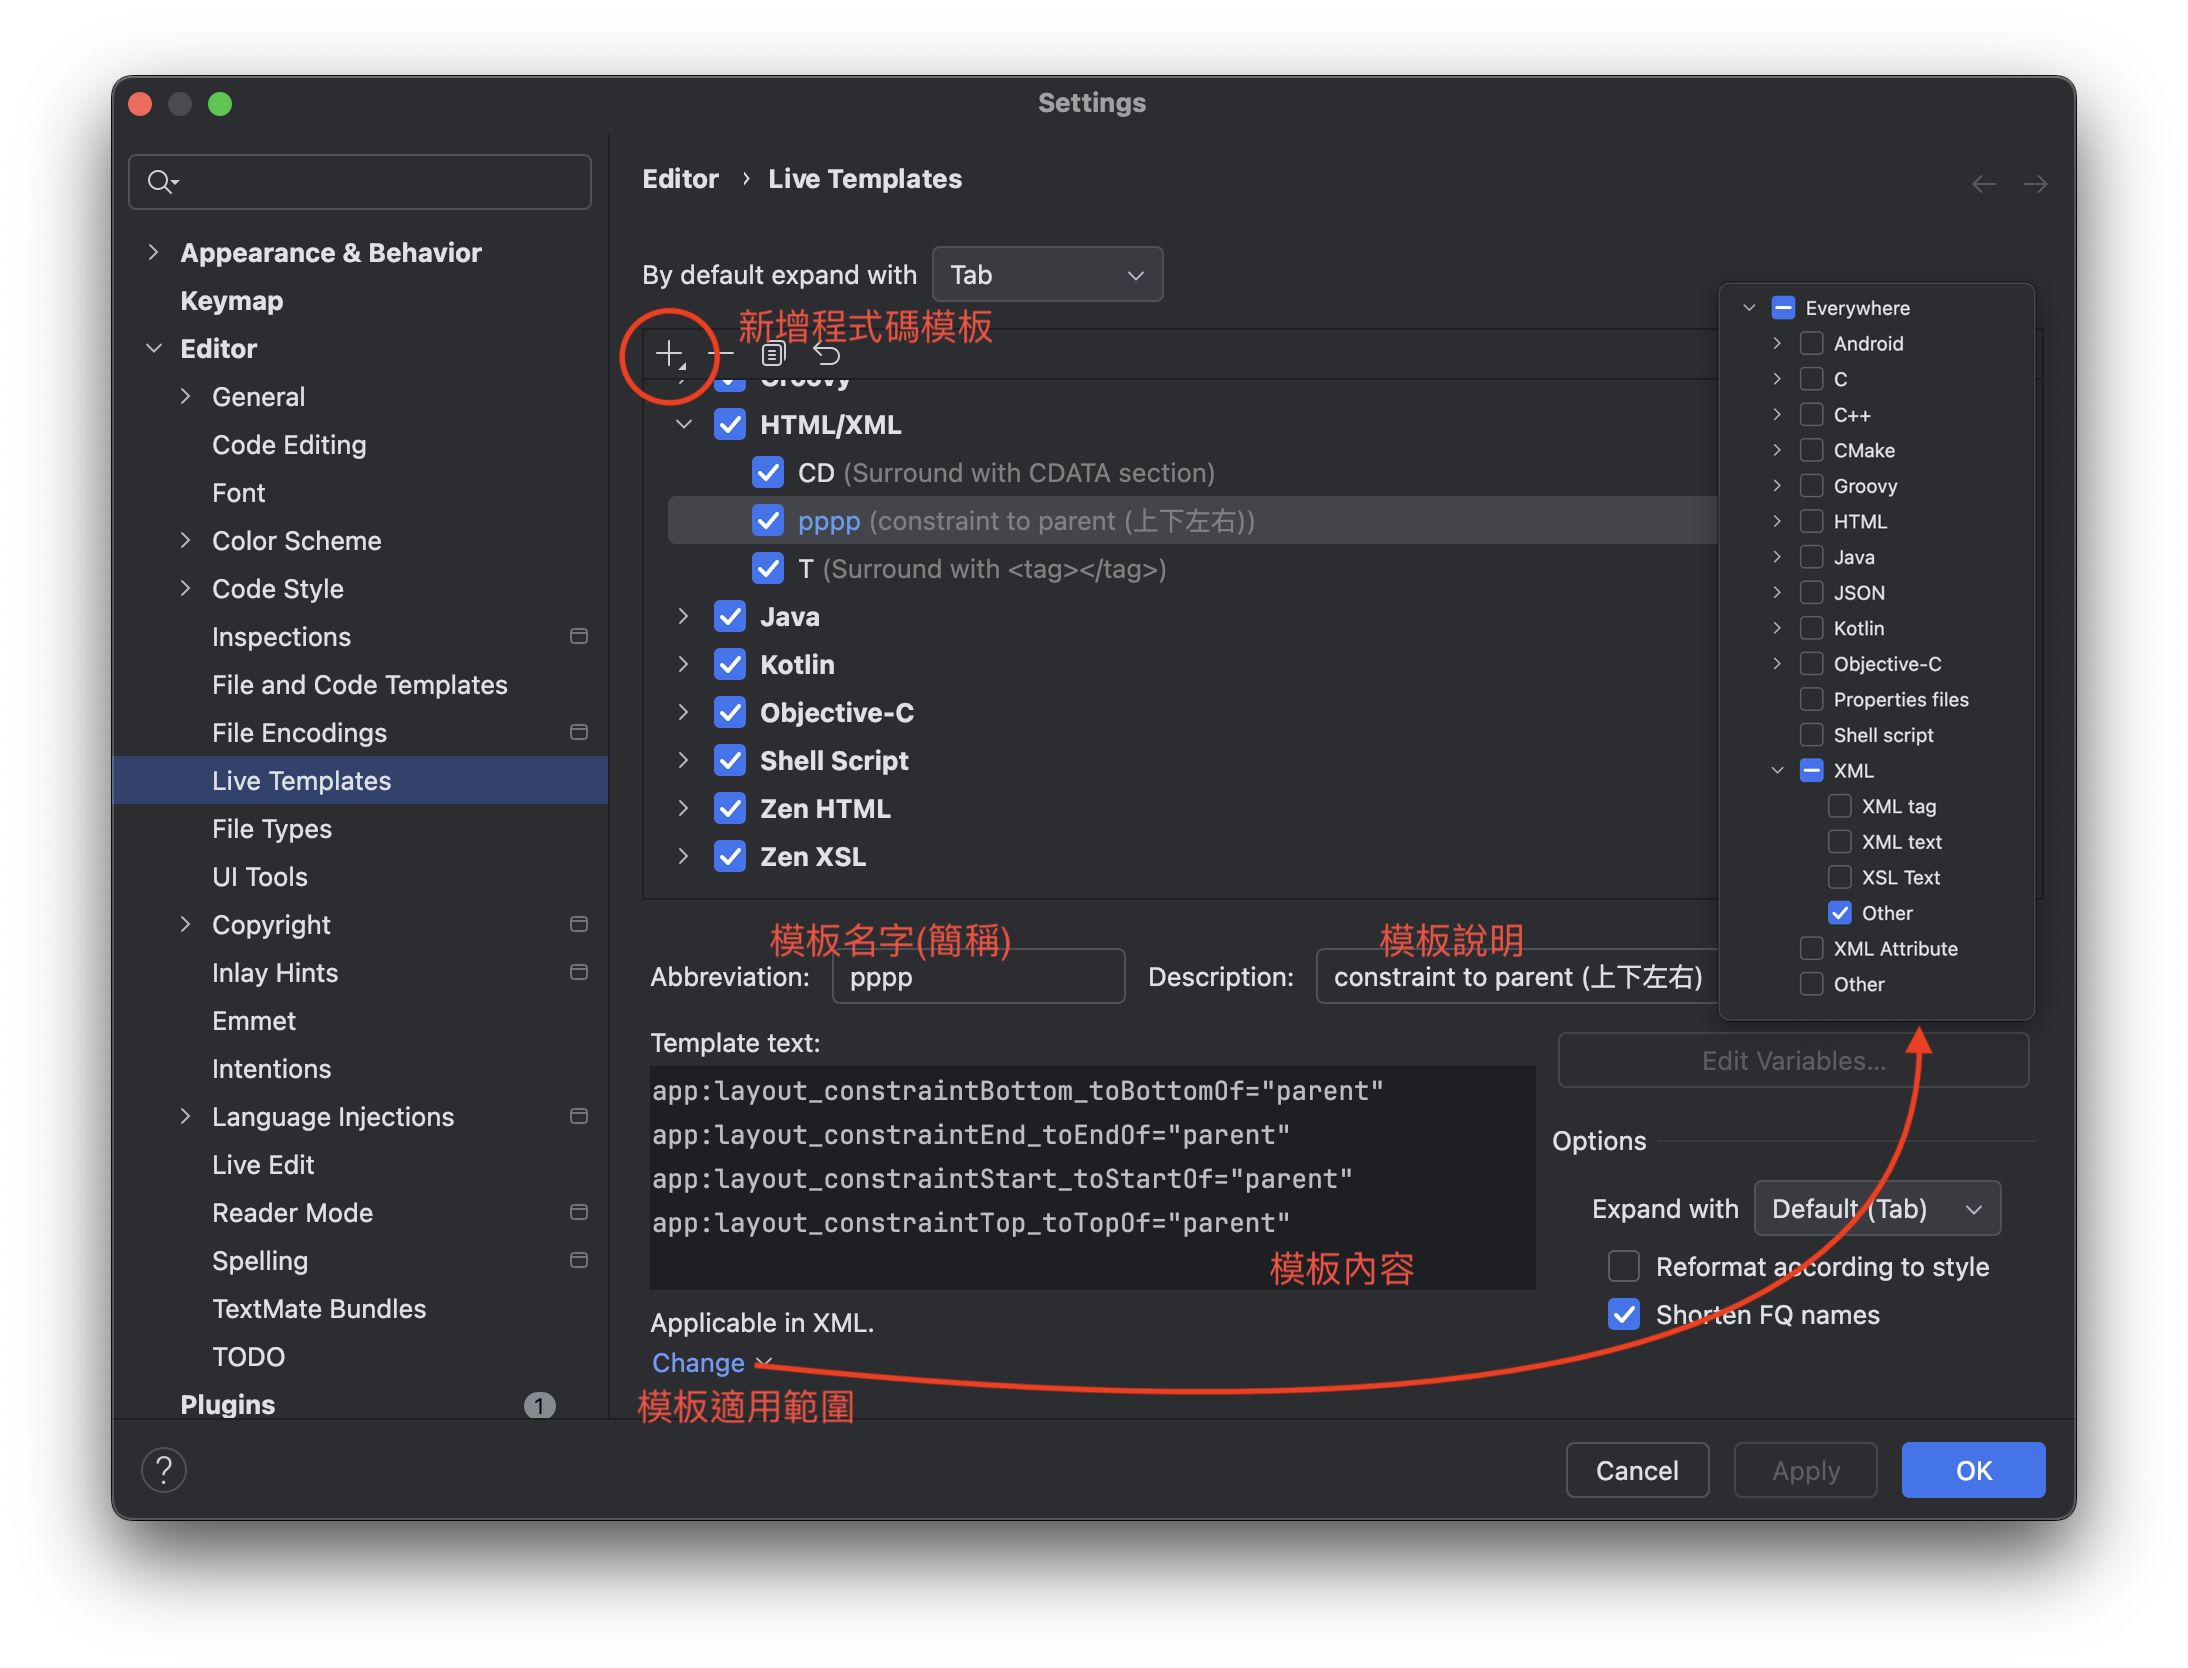 Settings
Appearance & Behavior
Keymap
Editor
General
Code Editing
Font
Color Scheme
Code Style
Inspections
File and Code Templates
File Encodings
Live Templates
File Types
UI Tools
Copyright
Inlay Hints
Emmet
Intentions
Language Injections
Live Edit
Reader Mode
Spelling
TextMate Bundles
TODO
Plugins 1
Editor › Live Templates
By default expand with Tab
新增程式碼模板
Groovy
HTML/XML
CD (Surround with CDATA section)
pppp (constraint to parent (上下左右))
T (Surround with <tag></tag>)
Java
Kotlin
Objective-C
Shell Script
Zen HTML
Zen XSL
Everywhere
Android
C
C++
CMake
Groovy
HTML
Java
JSON
Kotlin
Objective-C
Properties files
Shell script
XML
XML tag
XML text
XSL Text
Other
XML Attribute
Other
模板名字(簡稱)
模板說明
Abbreviation: pppp Description: constraint to parent (上下左右)
Template text:
app:layout_constraintBottom_toBottomOf="parent"
app:layout_constraintEnd_toEndOf="parent"
app:layout_constraintStart_toStartOf="parent"
app:layout_constraintTop_toTopOf="parent"
模板內容
Edit Variables...
Options
Expand with Default (Tab)
Reformat according to style
Shorten FQ names
Applicable in XML.
Change
模板適用範圍
?
Cancel Apply OK